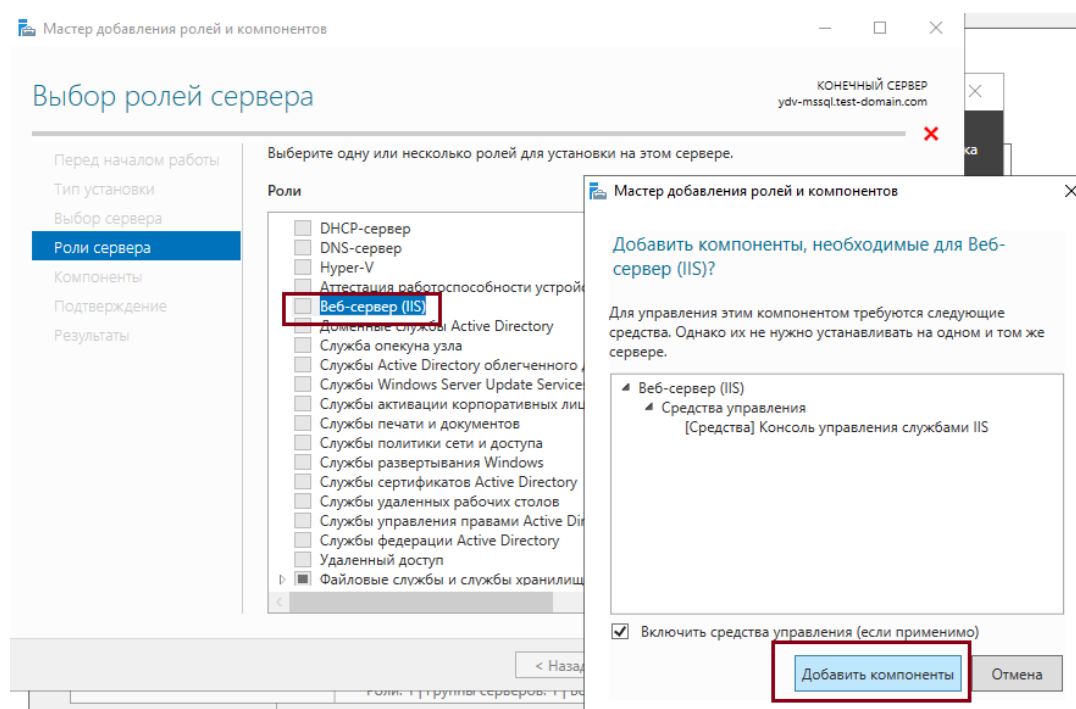 Мастер добавления ролей и компонентов
Выбор ролей сервера
КОНЕЧНЫЙ СЕРВЕР
ydv-mssql.test-domain.com
Перед началом работы
Тип установки
Выбор сервера
Роли сервера
Компоненты
Подтверждение
Результаты
Выберите одну или несколько ролей для установки на этом сервере.
Роли
DHCP-сервер
DNS-сервер
Hyper-V
Аттестация работоспособности устрой
Веб-сервер (IIS)
Доменные службы Active Directory
Служба опекуна узла
Службы Active Directory облегченного
Службы Windows Server Update Services
Службы активации корпоративных лиц
Службы печати и документов
Службы политики сети и доступа
Службы развертывания Windows
Службы сертификатов Active Directory
Службы удаленных рабочих столов
Службы управления правами Active Dir
Службы федерации Active Directory
Удаленный доступ
Файловые службы и службы хранилищ
< Назад
ка
Мастер добавления ролей и компонентов
Добавить компоненты, необходимые для Веб-
сервер (IIS)?
Для управления этим компонентом требуются следующие
средства. Однако их не нужно устанавливать на одном и том же
сервере.
Веб-сервер (IIS)
Средства управления
[Средства] Консоль управления службами IIS
Включить средства управления (если применимо)
Добавить компоненты
Отмена
Роли: 1 | Группы серверов: 1 |